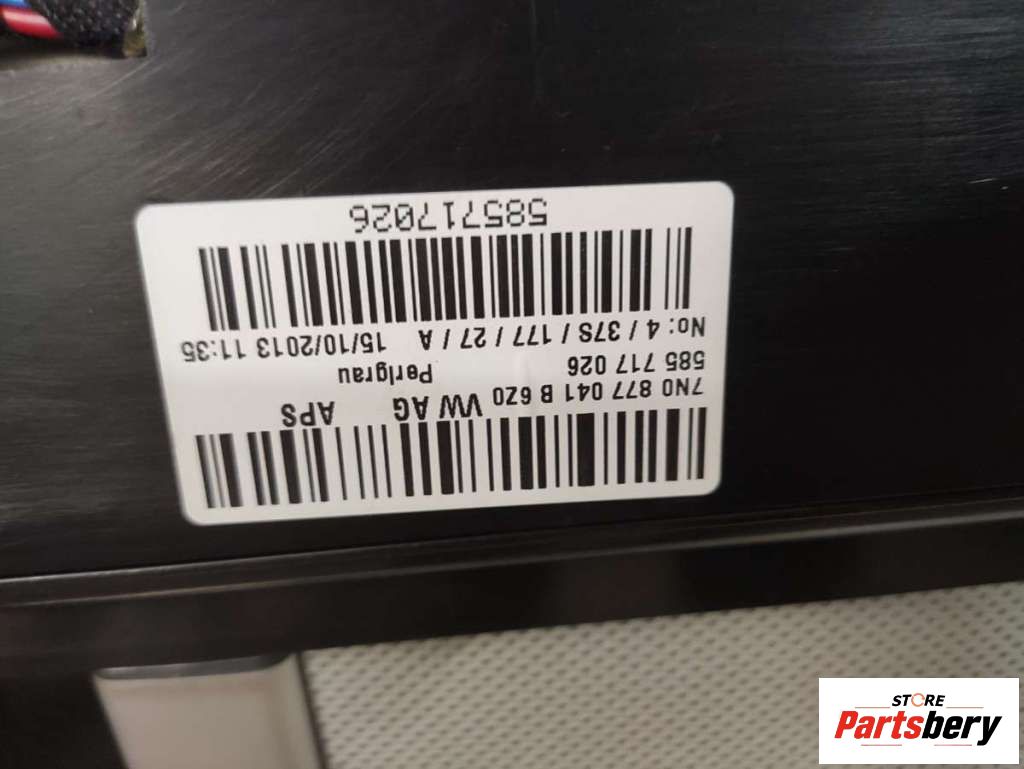 7N0 877 041 B 6Z0 VW AG APS
585 717 026 Perlgrau
No: 4 / 37S / 177 / 27 / A 15/10/2013 11:35
585717026
STORE
Partsbery